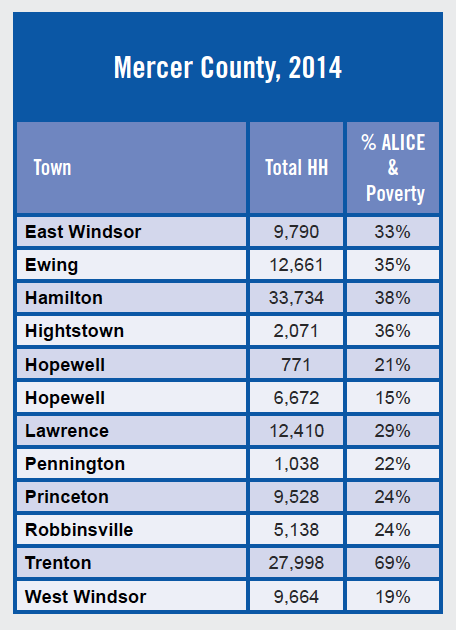 Mercer County, 2014
Town Total HH % ALICE & Poverty
East Windsor 9,790 33%
Ewing 12,661 35%
Hamilton 33,734 38%
Hightstown 2,071 36%
Hopewell 771 21%
Hopewell 6,672 15%
Lawrence 12,410 29%
Pennington 1,038 22%
Princeton 9,528 24%
Robbinsville 5,138 24%
Trenton 27,998 69%
West Windsor 9,664 19%